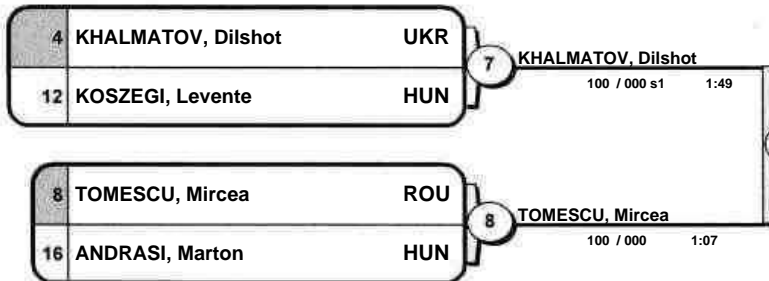 4 KHALMATOV, Dilshot UKR
12 KOSZEGI, Levente HUN
7 KHALMATOV, Dilshot
100 / 000 s1 1:49
8 TOMESCU, Mircea ROU
16 ANDRASI, Marton HUN
8 TOMESCU, Mircea
100 / 000 1:07